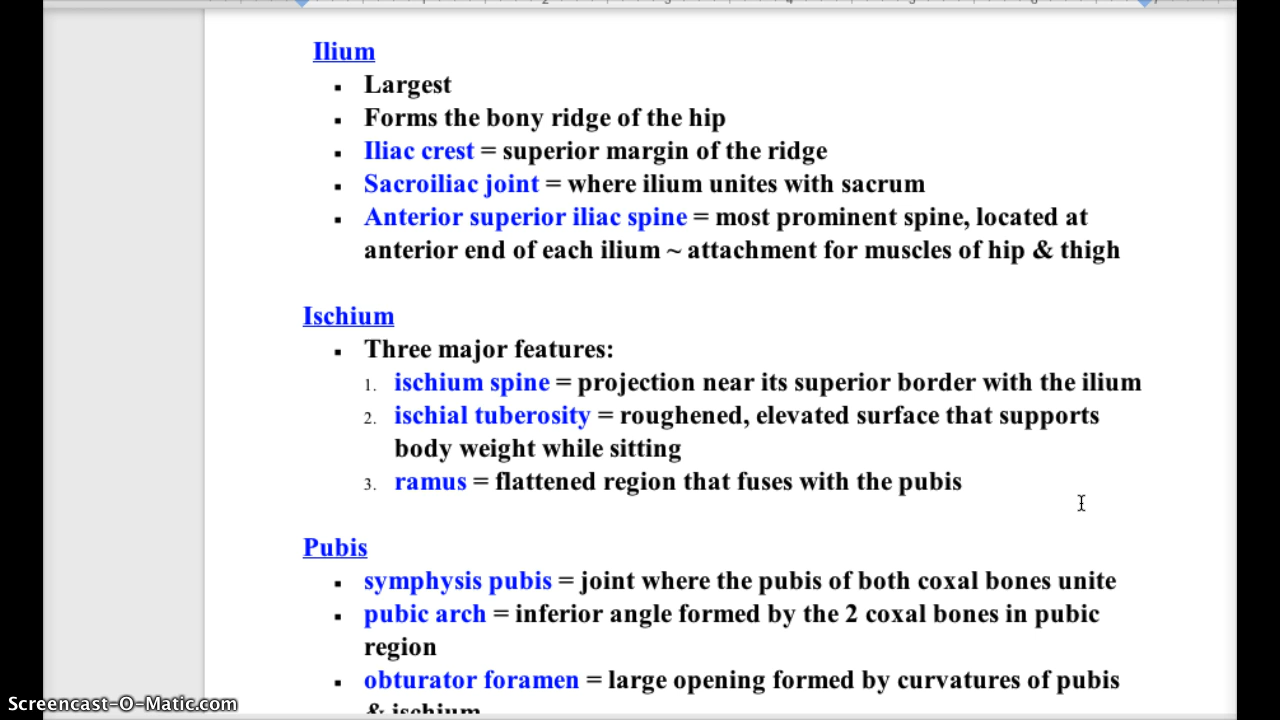 Ilium
▪ Largest
▪ Forms the bony ridge of the hip
▪ Iliac crest = superior margin of the ridge
▪ Sacroiliac joint = where ilium unites with sacrum
▪ Anterior superior iliac spine = most prominent spine, located at
anterior end of each ilium ~ attachment for muscles of hip & thigh
Ischium
▪ Three major features:
1. ischium spine = projection near its superior border with the ilium
2. ischial tuberosity = roughened, elevated surface that supports
body weight while sitting
3. ramus = flattened region that fuses with the pubis
Pubis
▪ symphysis pubis = joint where the pubis of both coxal bones unite
▪ pubic arch = inferior angle formed by the 2 coxal bones in pubic
region
▪ obturator foramen = large opening formed by curvatures of pubis
& ischium
Screencast-O-Matic.com